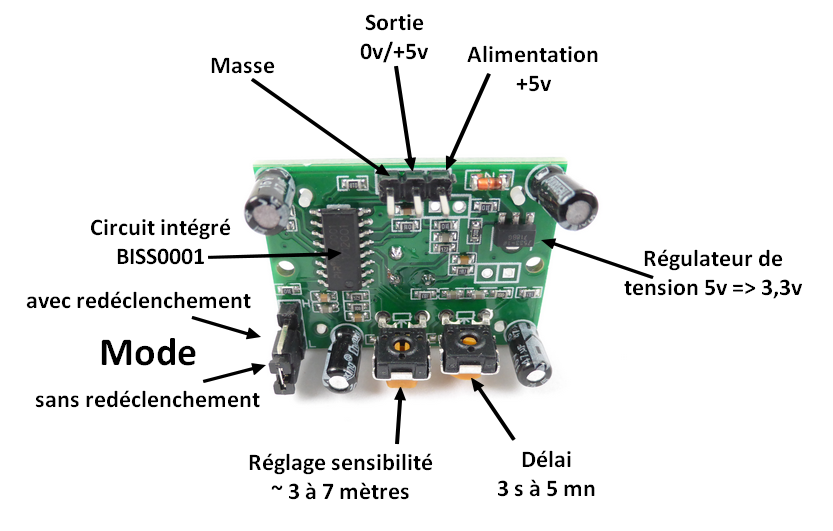 Sortie
0v/+5v
Masse
Alimentation
+5v
Circuit intégré
BISS0001
Régulateur de
tension 5v => 3,3v
avec redéclenchement
Mode
sans redéclenchement
Réglage sensibilité
~ 3 à 7 mètres
Délai
3 s à 5 mn